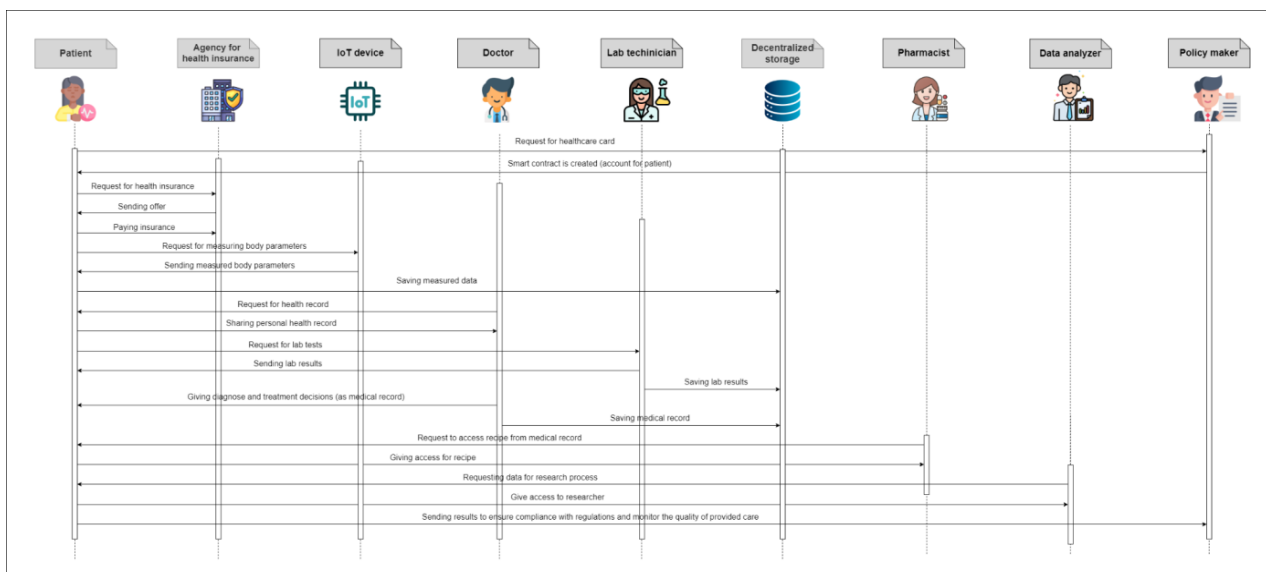 Patient
Agency for
health insurance
IoT device
Doctor
Lab techinician
Decentralized
storage
Pharmacist
Data analyzer
Policy maker
IoT
Request for healthcare card
Smart contract is created (account for patient)
Request for health insurance
Sending offer
Paying insurance
Request for measuring body parameters
Sending measured body parameters
Saving measured data
Request for health record
Sharing personal health record
Request for lab tests
Sending lab results
Saving lab results
Giving diagnose and treatment decisions (as medical record)
Saving medical record
Request to access recipe from medical record
Giving access for recipe
Requesting data for research process
Give access to researcher
Sending results to ensure compliance with regulations and monitor the quality of provided care